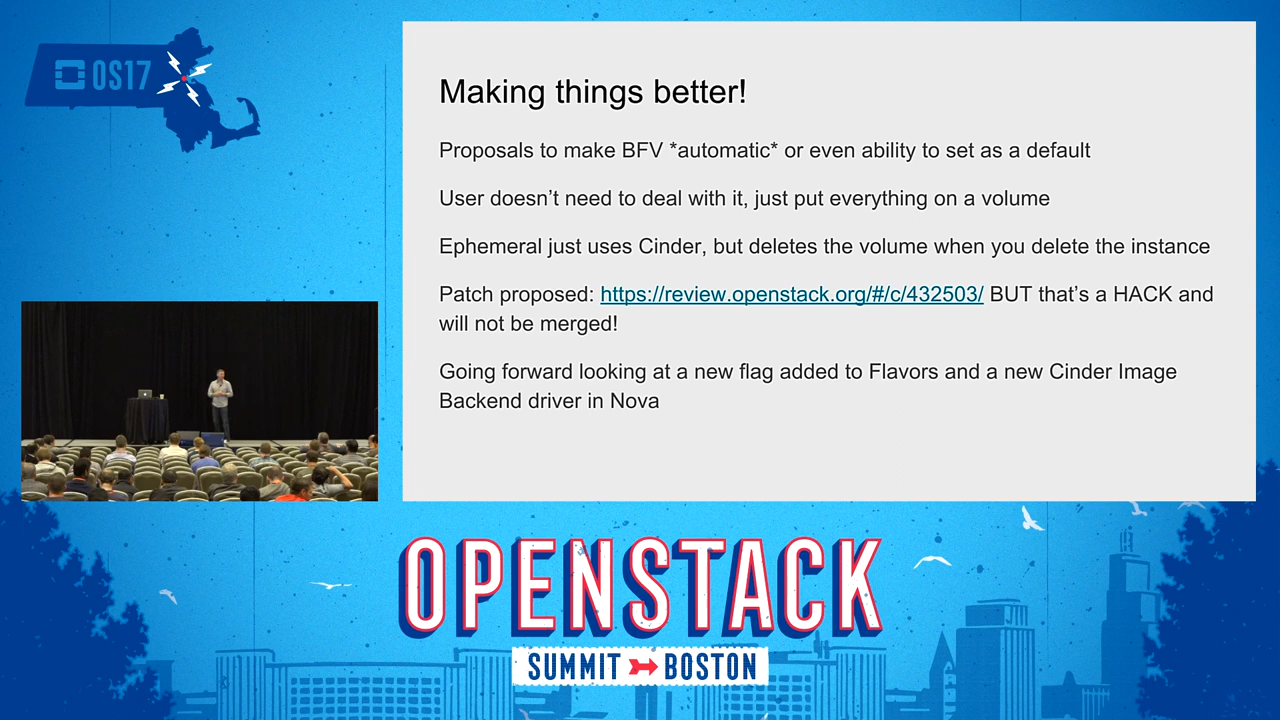 OS17
Making things better!
Proposals to make BFV *automatic* or even ability to set as a default
User doesn’t need to deal with it, just put everything on a volume
Ephemeral just uses Cinder, but deletes the volume when you delete the instance
Patch proposed: https://review.openstack.org/#/c/432503/ BUT that’s a HACK and
will not be merged!
Going forward looking at a new flag added to Flavors and a new Cinder Image
Backend driver in Nova
OPENSTACK
SUMMIT BOSTON